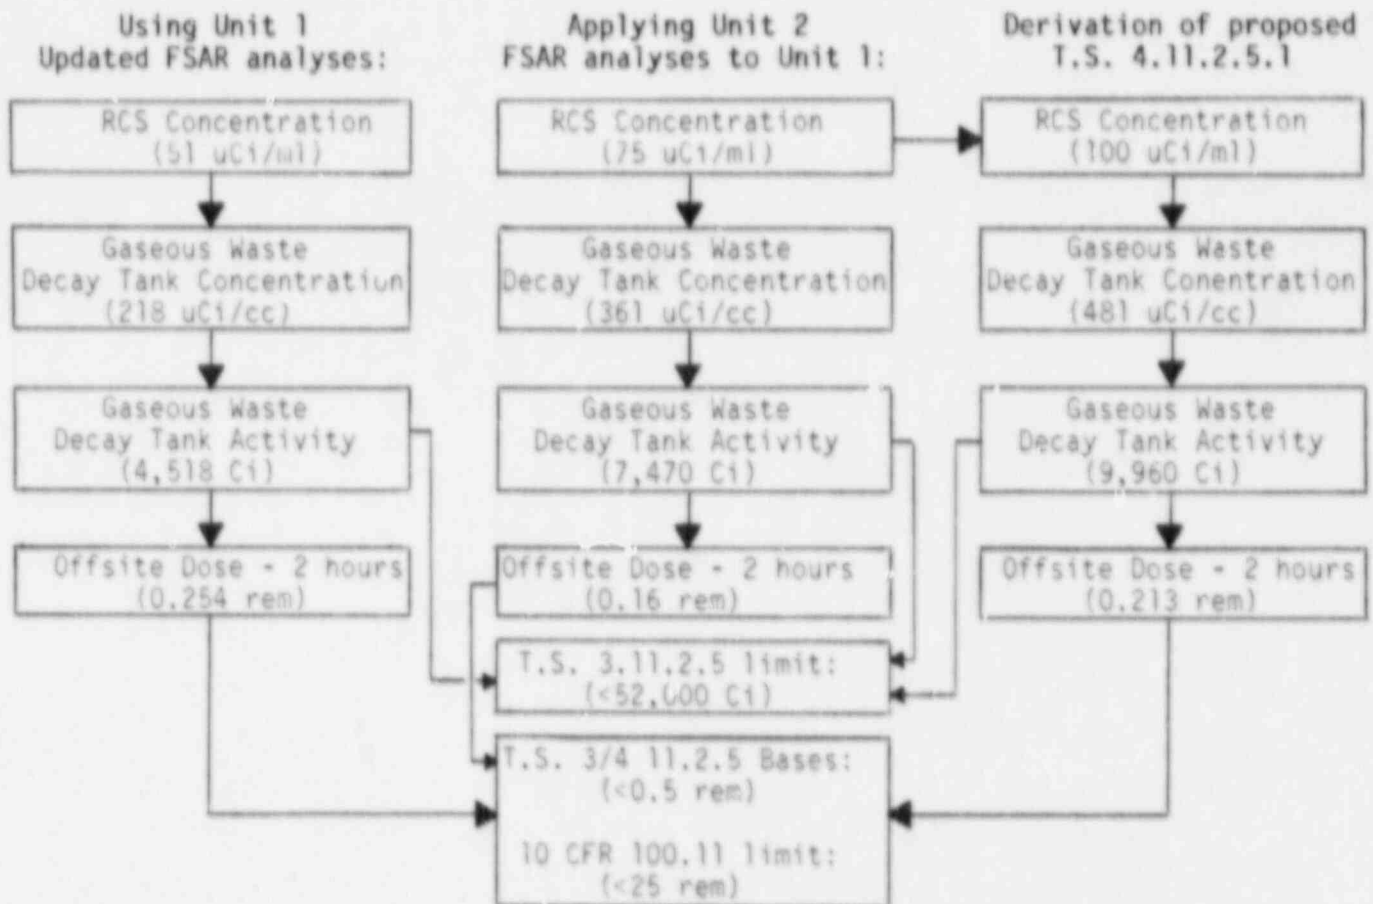 Using Unit 1
Updated FSAR analyses:
RCS Concentration
(51 uCi/ml)
Gaseous Waste
Decay Tank Concentration
(218 uCi/cc)
Gaseous Waste
Decay Tank Activity
(4,518 Ci)
Offsite Dose - 2 hours
(0.254 rem)
Applying Unit 2
FSAR analyses to Unit 1:
RCS Concentration
(75 uCi/ml)
Gaseous Waste
Decay Tank Concentration
(361 uCi/cc)
Gaseous Waste
Decay Tank Activity
(7,470 Ci)
Offsite Dose - 2 hours
(0.16 rem)
T.S. 3.11.2.5 limit:
(<52,000 Ci)
T.S. 3/4 11.2.5 Bases:
(<0.5 rem)
10 CFR 100.11 limit:
(<25 rem)
Derivation of proposed
T.S. 4.11.2.5.1
RCS Concentration
(100 uCi/ml)
Gaseous Waste
Decay Tank Conentration
(481 uCi/cc)
Gaseous Waste
Decay Tank Activity
(9,960 Ci)
Offsite Dose - 2 hours
(0.213 rem)